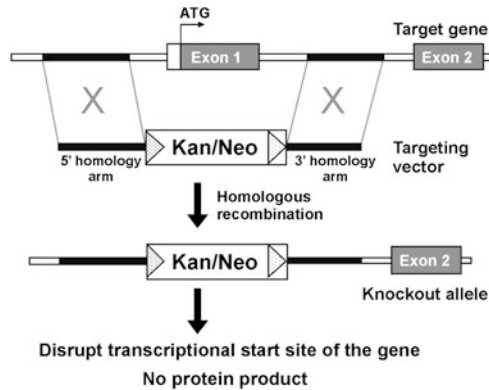 ATG
Target gene
Exon 1
Exon 2
X
X
Kan/Neo
5' homology
arm
3' homology
arm
Targeting
vector
Homologous
recombination
Kan/Neo
Exon 2
Knockout allele
Disrupt transcriptional start site of the gene
No protein product